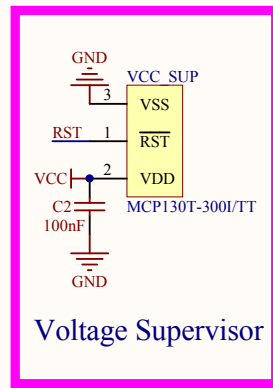 GND
VCC_SUP
3 VSS
RST 1 RST
VCC 2 VDD
C2 MCP130T-300I/TT
100nF
GND
Voltage Supervisor